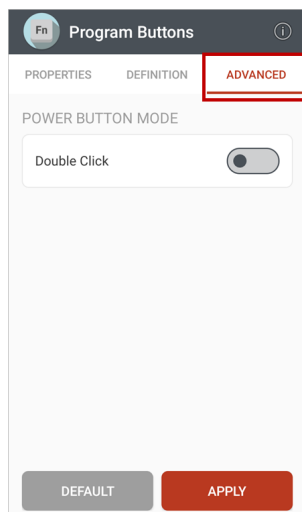 Fn
Program Buttons
PROPERTIES
DEFINITION
ADVANCED
POWER BUTTON MODE
Double Click
DEFAULT
APPLY